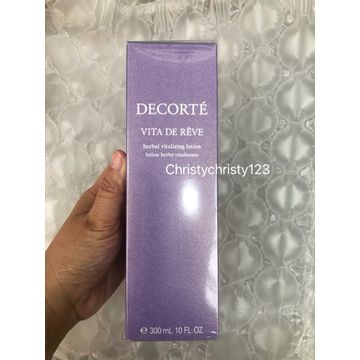 DECORTÉ
VITA DE RÊVE
herbal vitalizing lotion
lotion herbe vitalisante
Christychristy123
℮ 300 mL 10 FL.OZ.